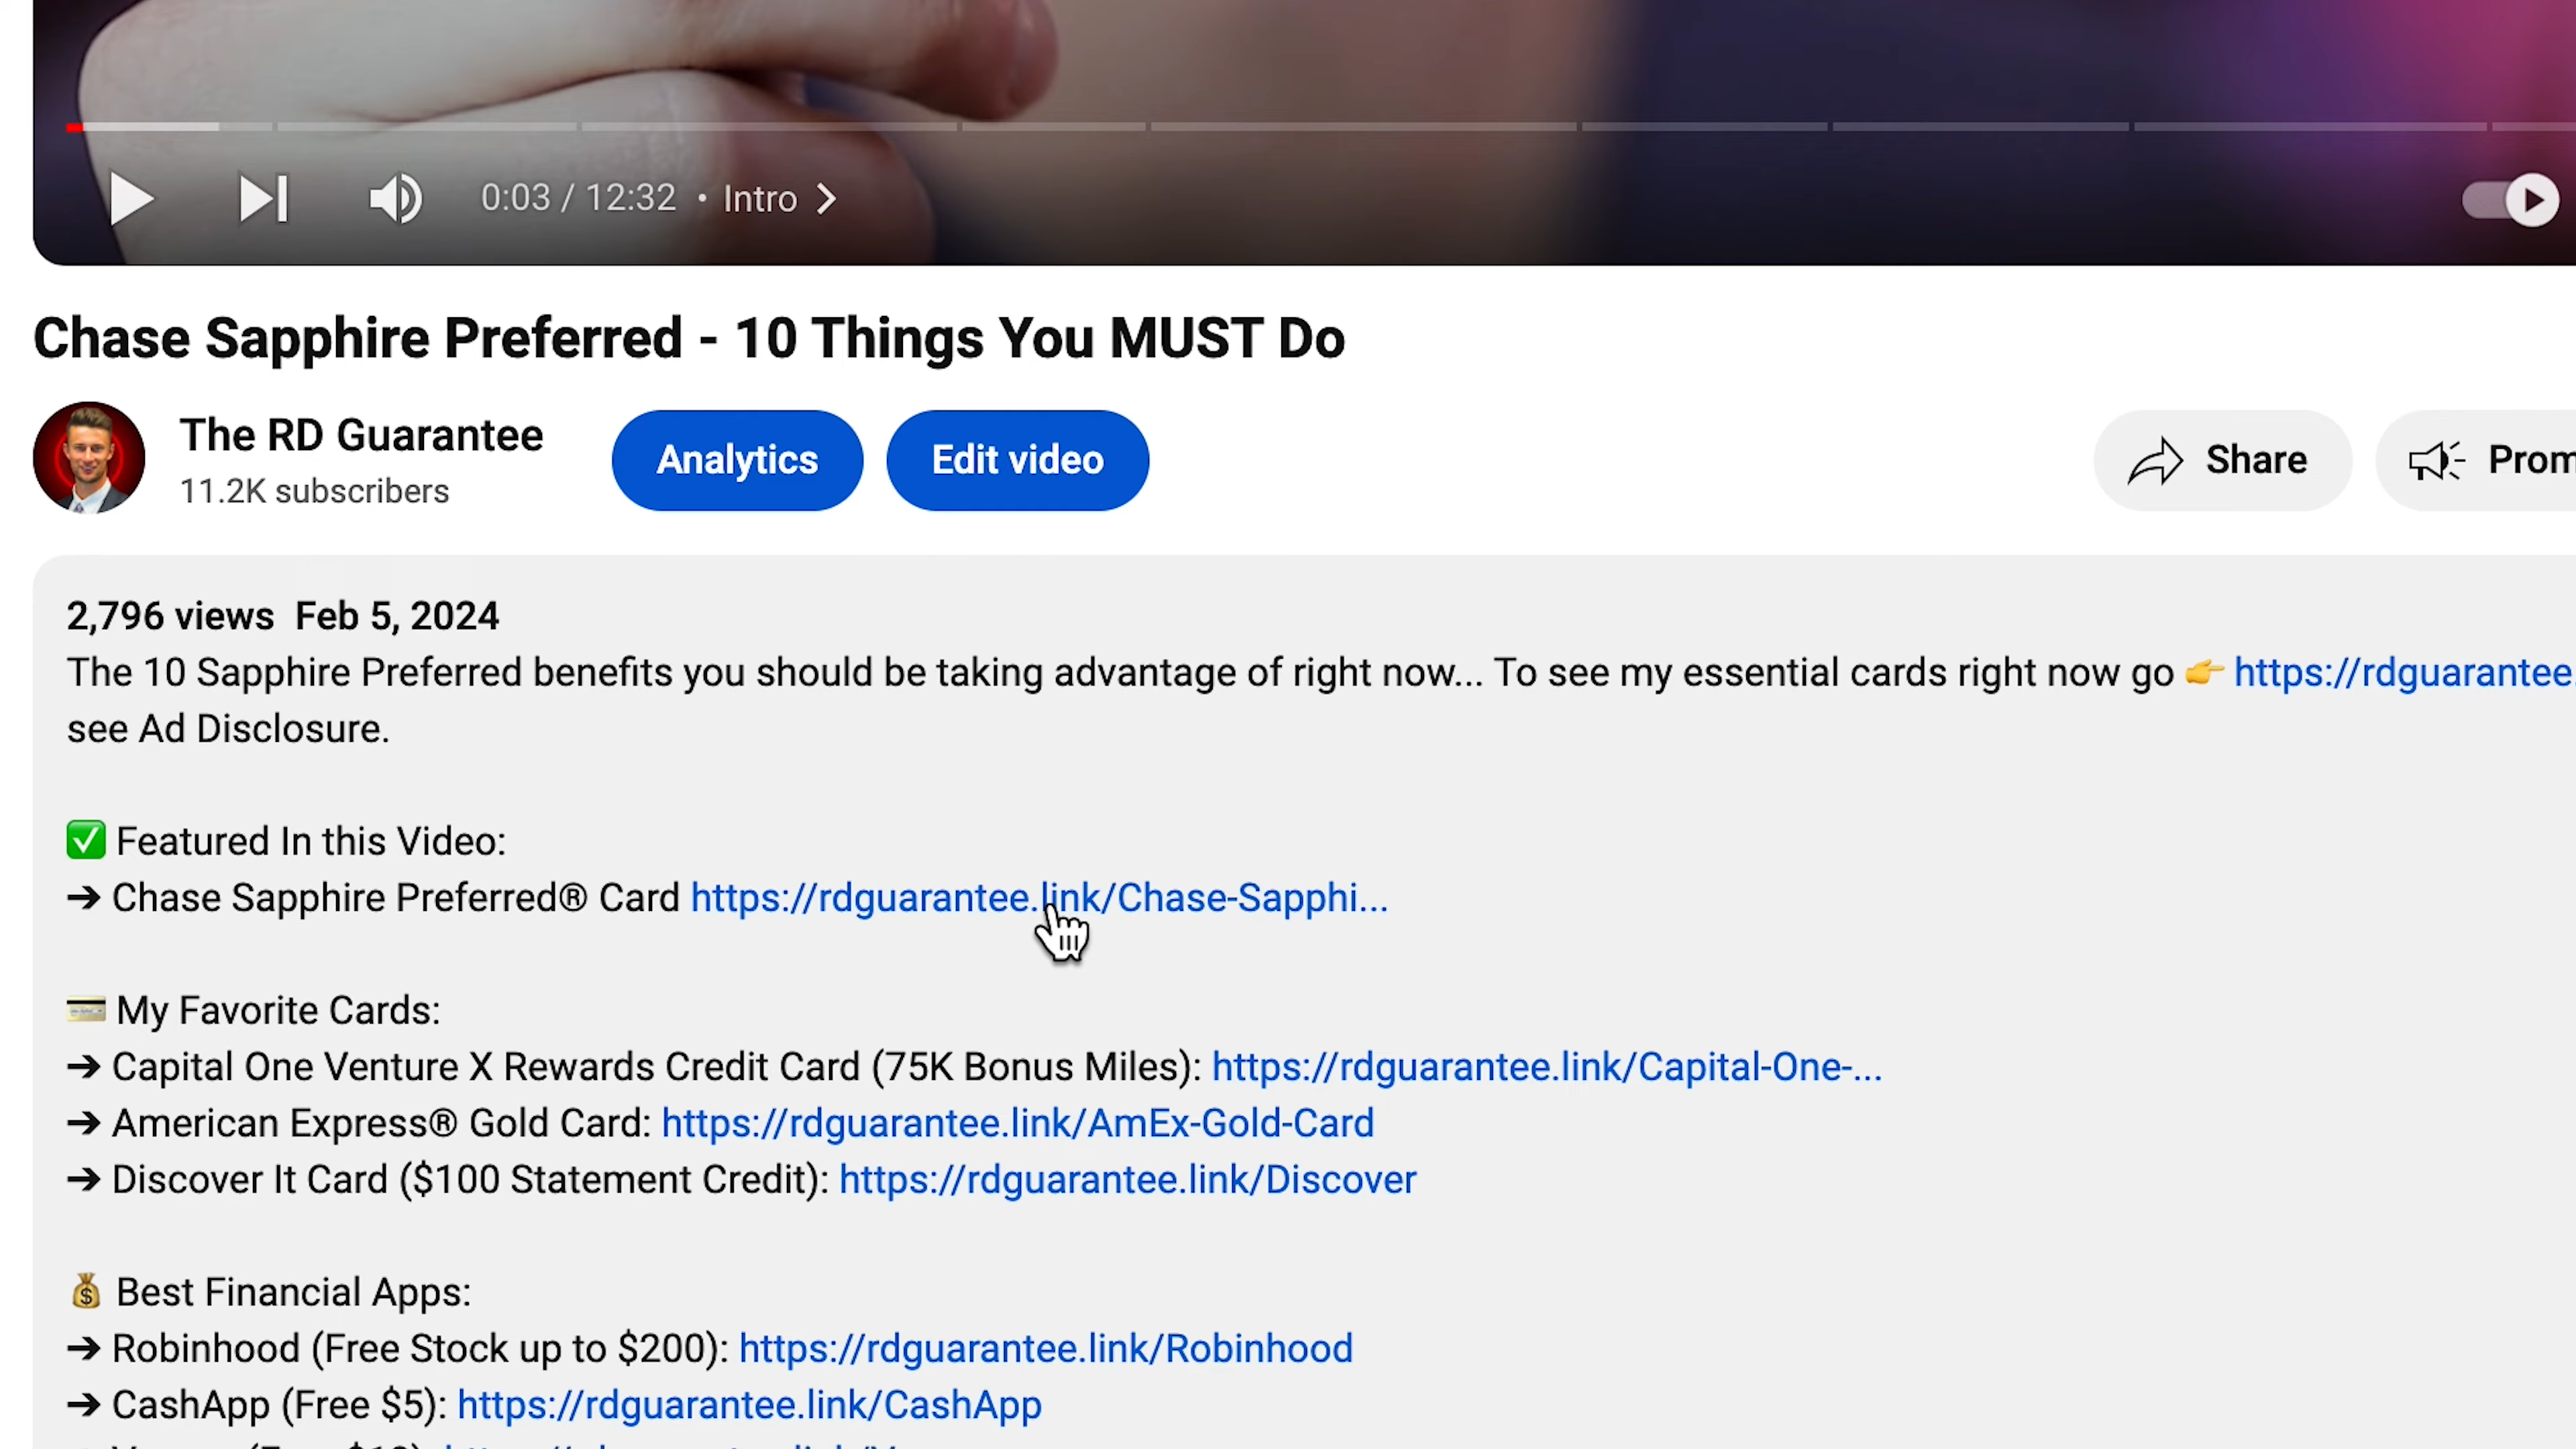 0:03 / 12:32 • Intro
Chase Sapphire Preferred - 10 Things You MUST Do
The RD Guarantee
11.2K subscribers
Analytics
Edit video
Share
Prom
2,796 views Feb 5, 2024
The 10 Sapphire Preferred benefits you should be taking advantage of right now... To see my essential cards right now go 👉 https://rdguarantee.
see Ad Disclosure.
✅ Featured In this Video:
➔ Chase Sapphire Preferred® Card https://rdguarantee.link/Chase-Sapphi...
💳 My Favorite Cards:
➔ Capital One Venture X Rewards Credit Card (75K Bonus Miles): https://rdguarantee.link/Capital-One-...
➔ American Express® Gold Card: https://rdguarantee.link/AmEx-Gold-Card
➔ Discover It Card ($100 Statement Credit): https://rdguarantee.link/Discover
💰 Best Financial Apps:
➔ Robinhood (Free Stock up to $200): https://rdguarantee.link/Robinhood
➔ CashApp (Free $5): https://rdguarantee.link/CashApp